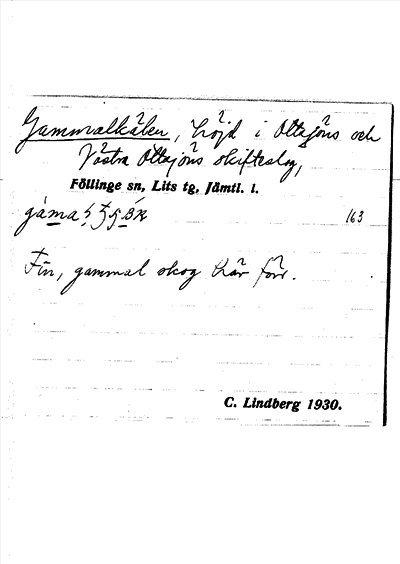 Gammalkälen, höjd i Ottsjöns och
Västra Ottsjöns skifteslag,
Föllinge sn, Lits tg, Jämtl. l.
163
Fin, gammal skog här förr.
C. Lindberg 1930.